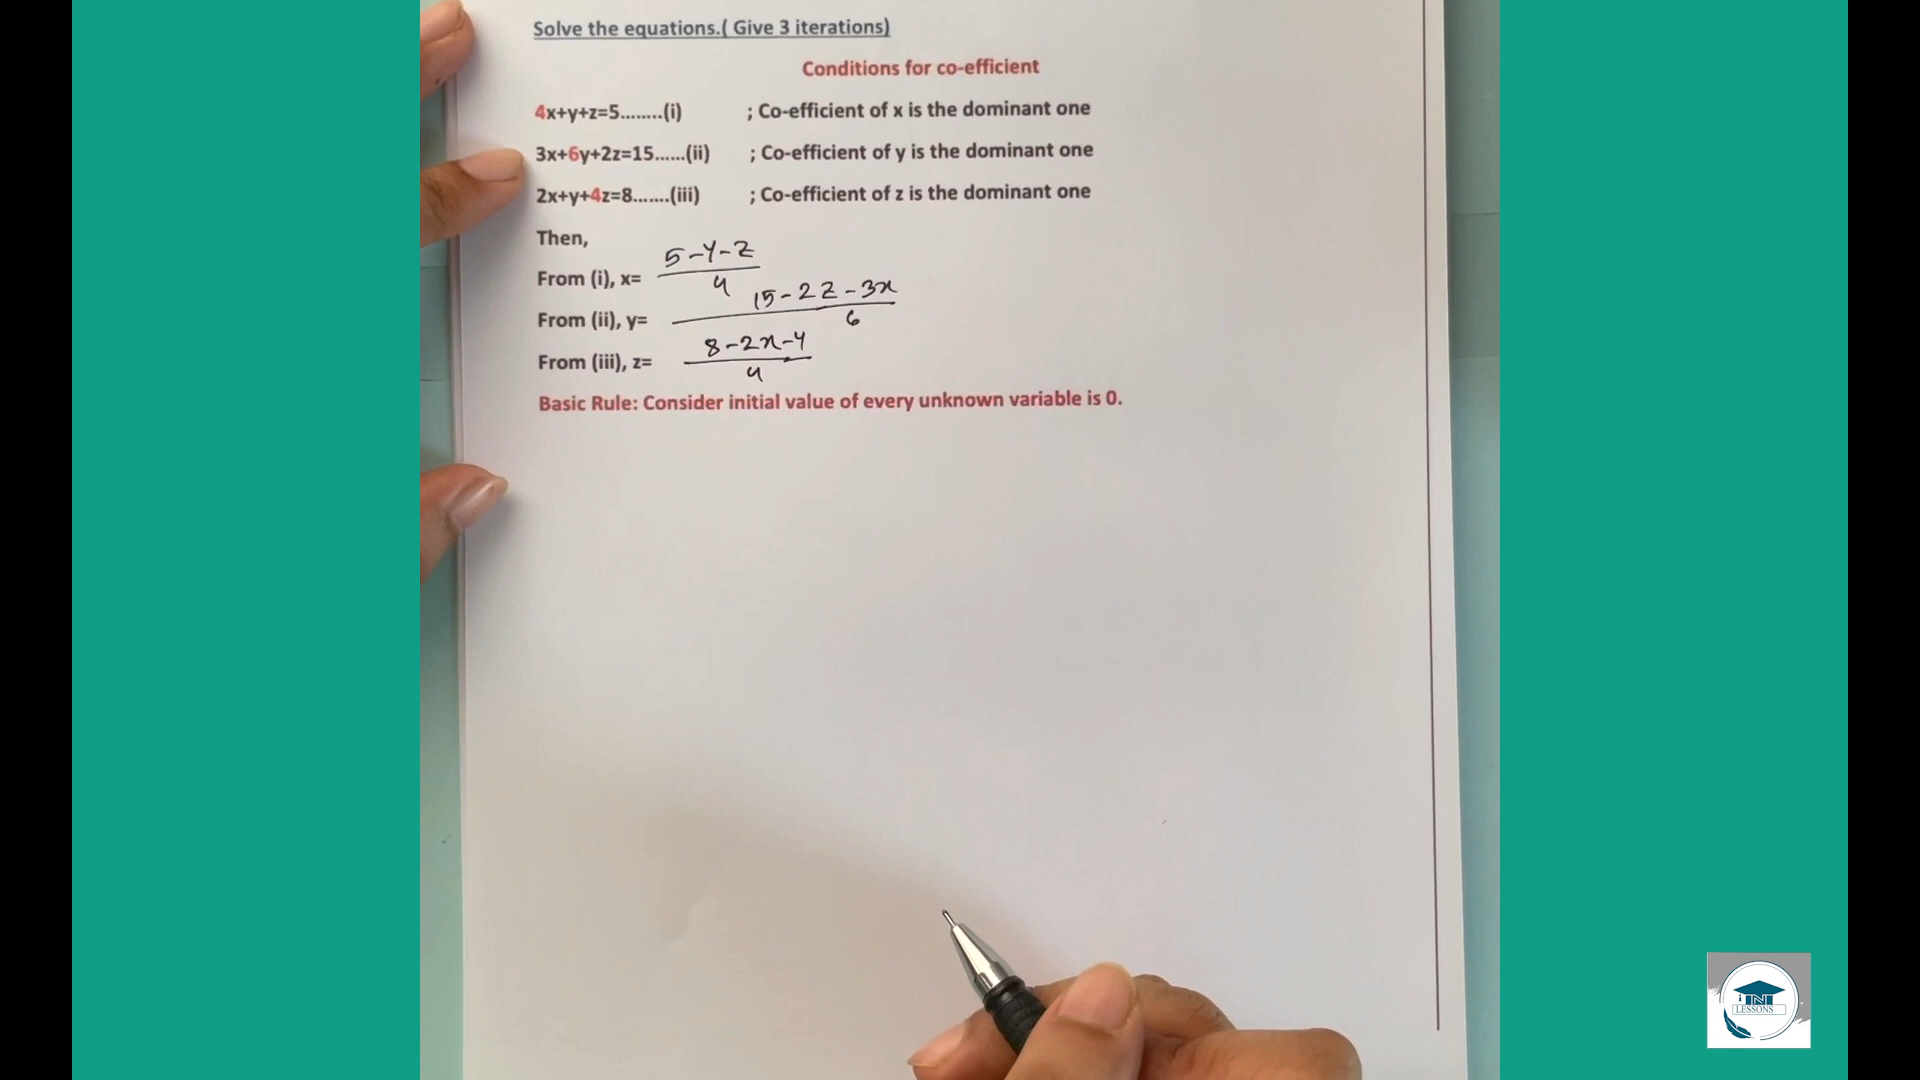 Solve the equations.( Give 3 iterations)
Conditions for co-efficient
4x+y+z=5........(i) ; Co-efficient of x is the dominant one
3x+6y+2z=15......(ii) ; Co-efficient of y is the dominant one
2x+y+4z=8.......(iii) ; Co-efficient of z is the dominant one
Then,
From (i), x= 5-y-z / 4
From (ii), y= 15-2z-3x / 6
From (iii), z= 8-2x-y / 4
Basic Rule: Consider initial value of every unknown variable is 0.
iN
LESSONS